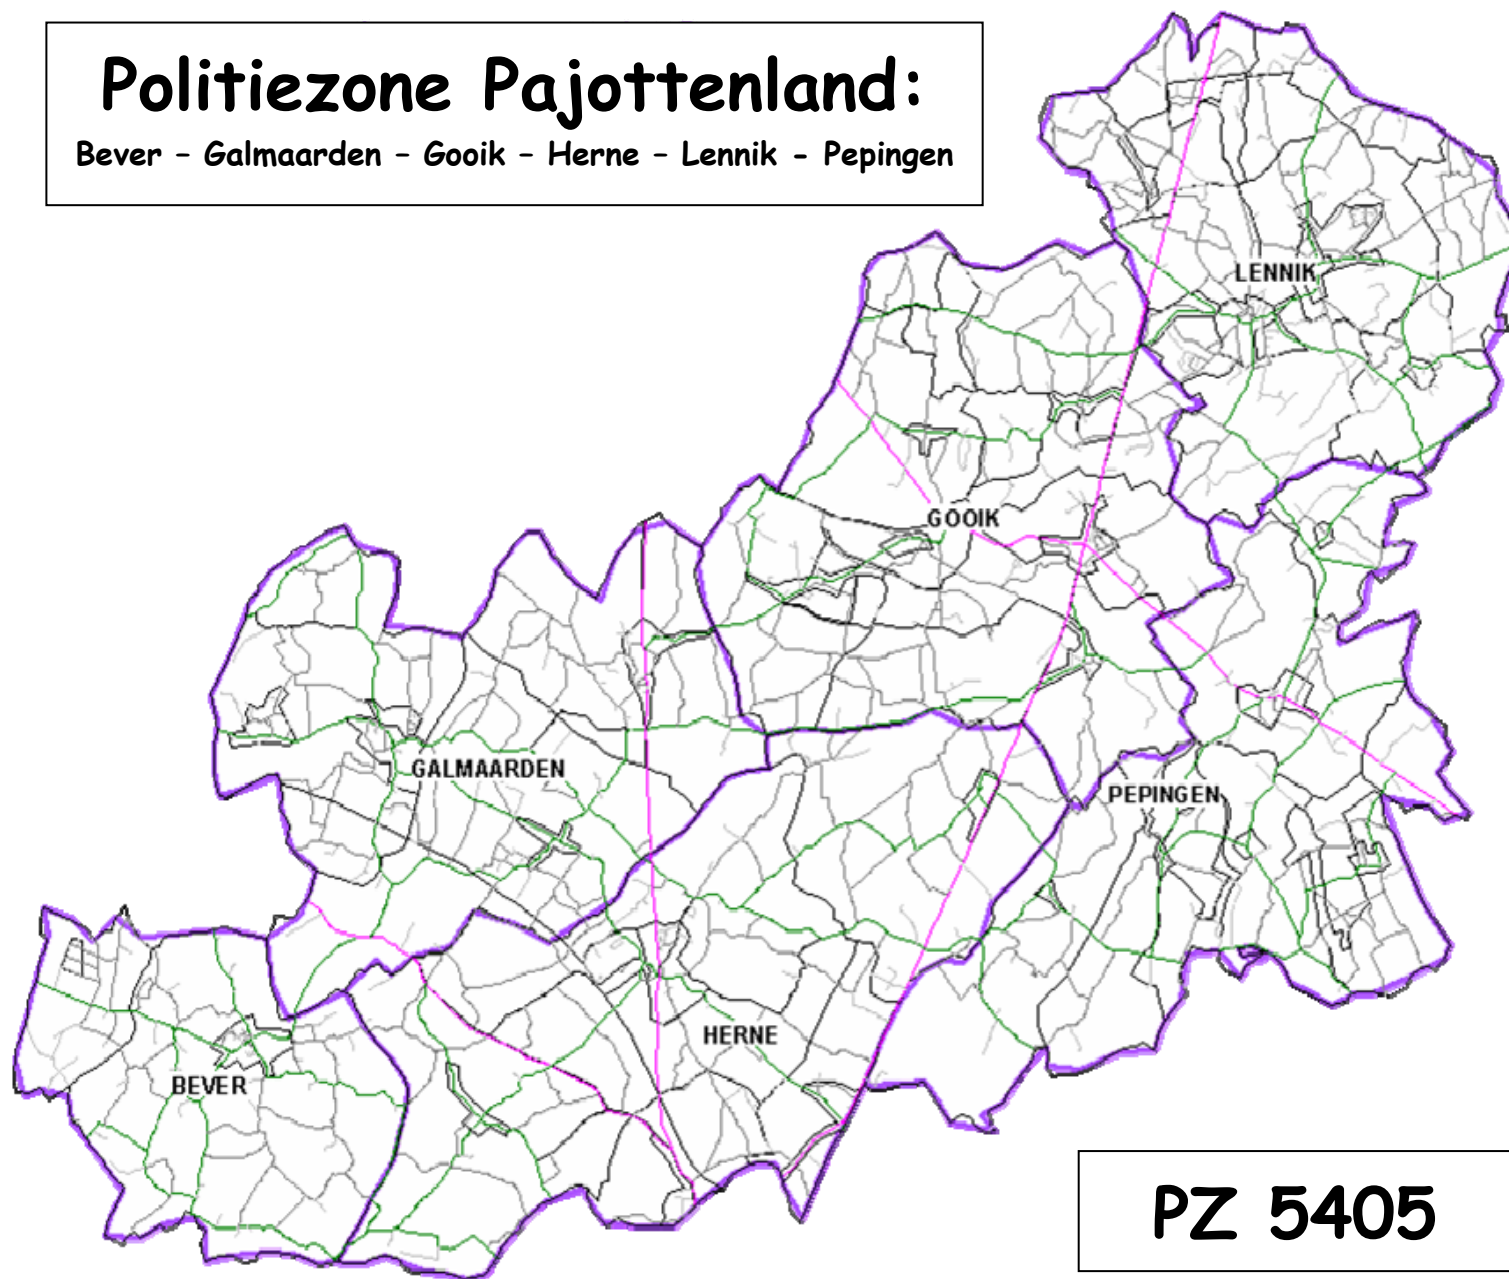 Politiezone Pajottenland:
Bever – Galmaarden – Gooik – Herne – Lennik - Pepingen
LENNIK
GOOIK
GALMAARDEN
PEPINGEN
HERNE
BEVER
PZ 5405